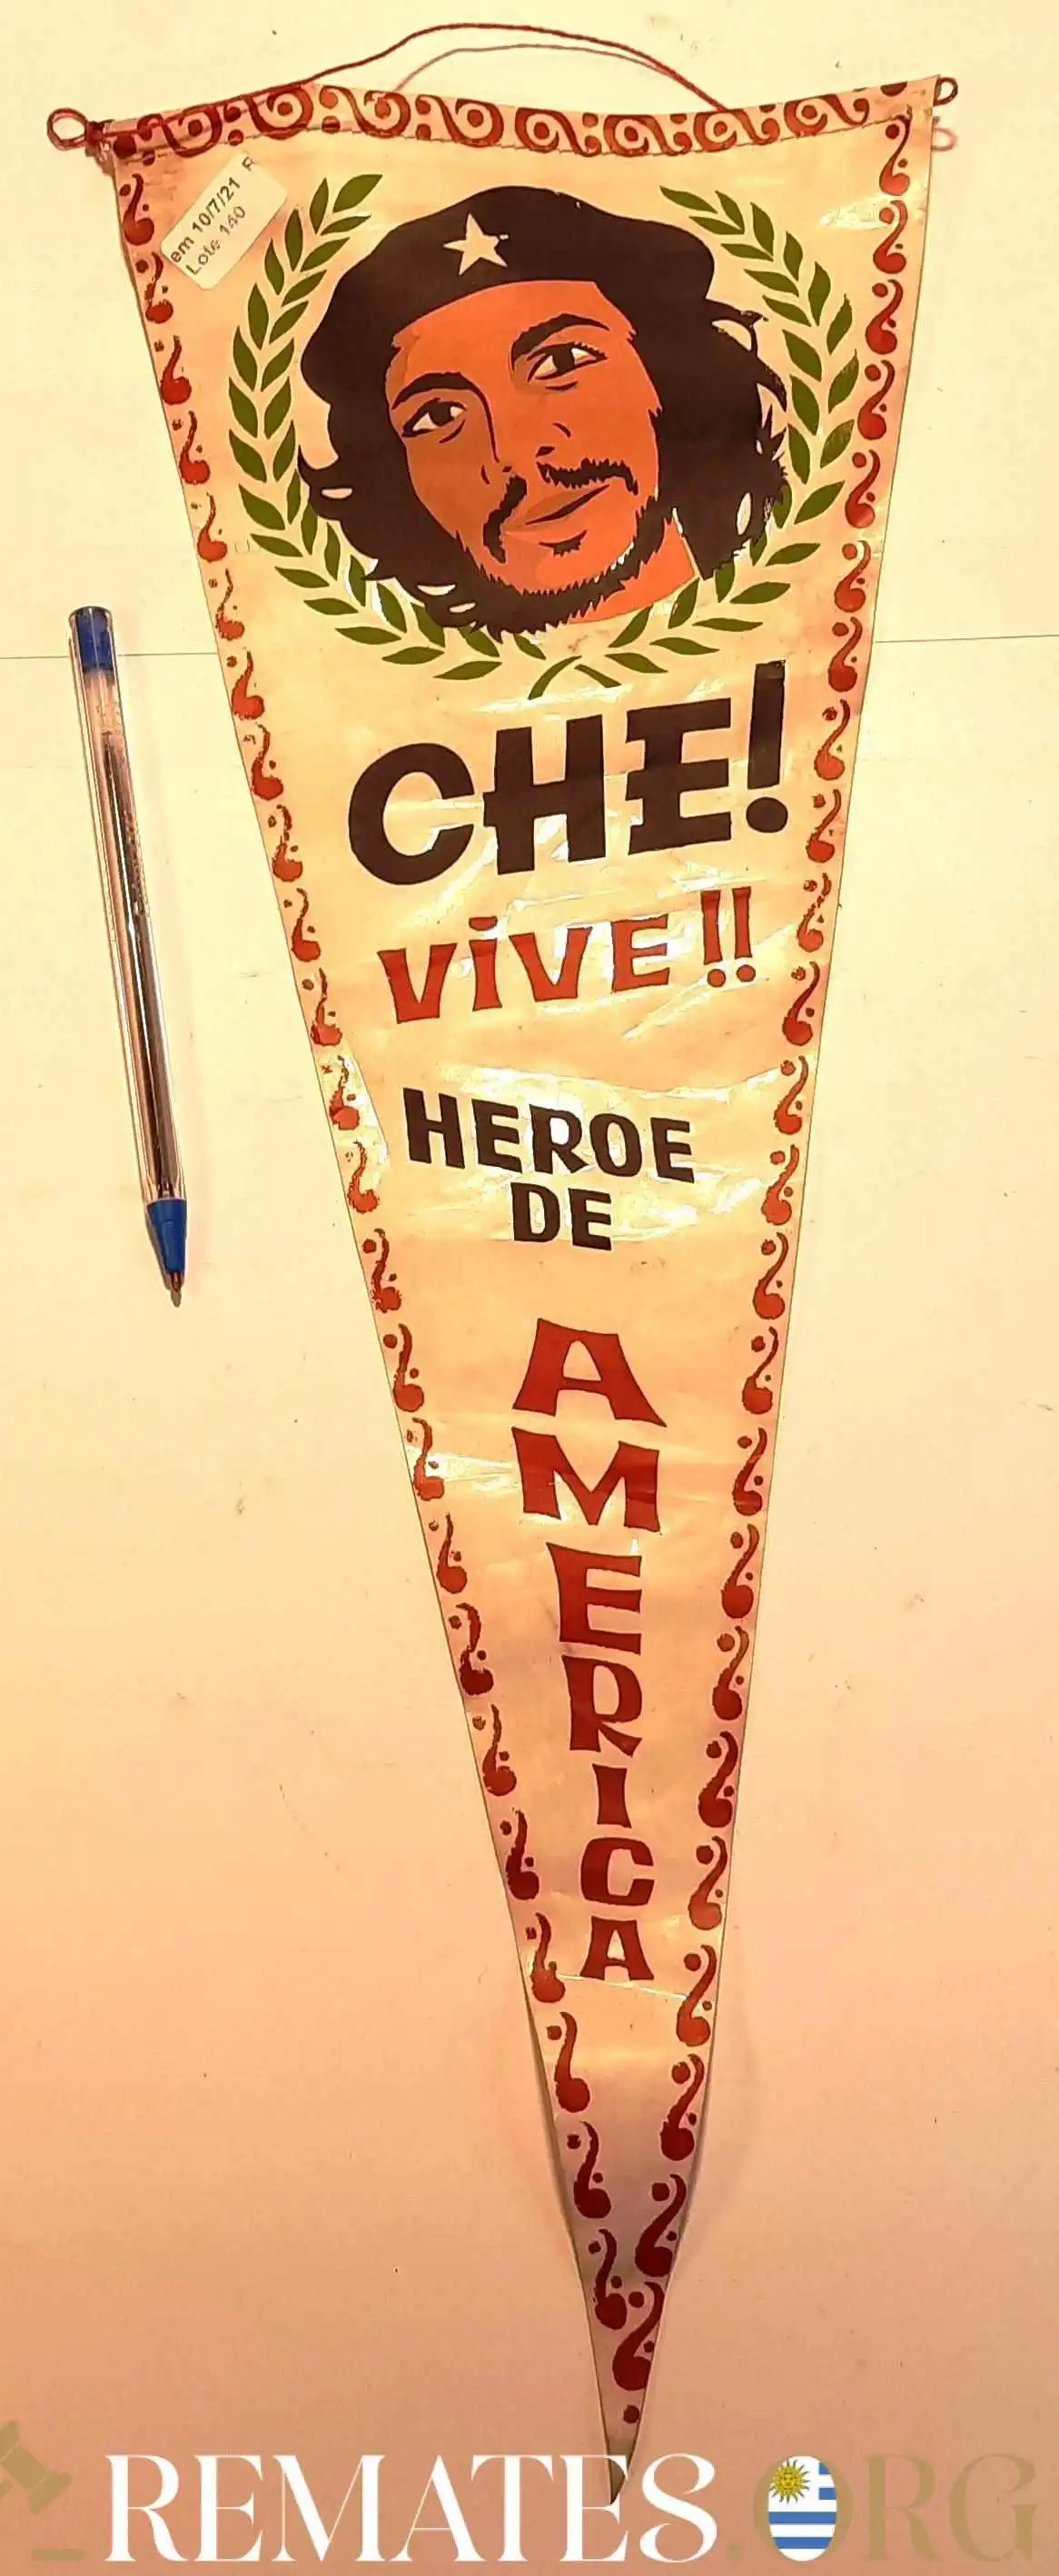 em 10/7/21 R
Lote 140
CHE!
VIVE!!
HEROE
DE
AMERICA
REMATES.ORG